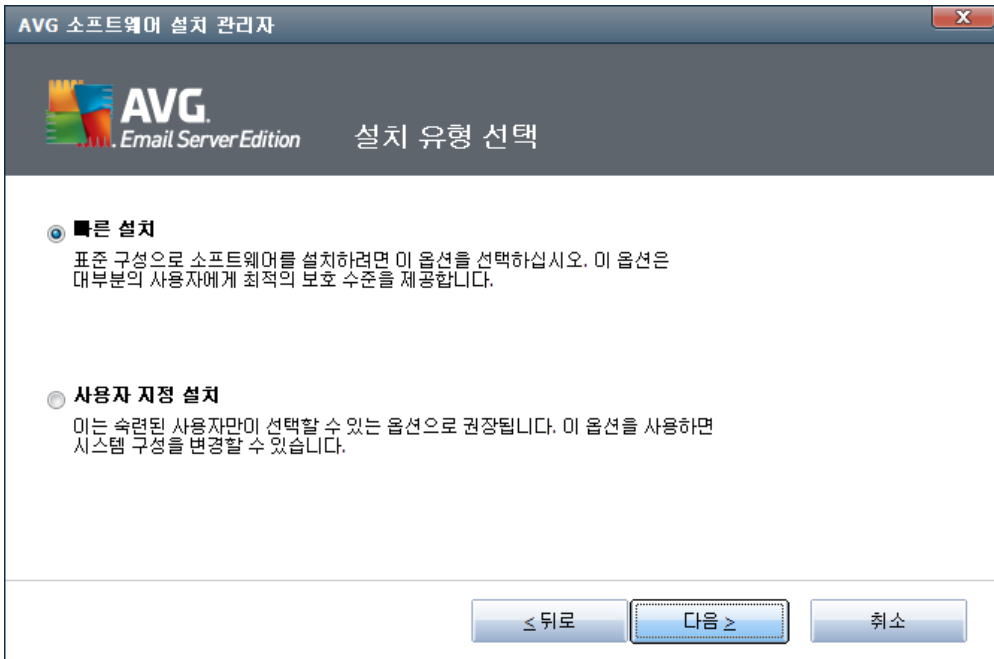 AVG 소프트웨어 설치 관리자
X
AVG.
Email Server Edition
설치 유형 선택
빠른 설치
표준 구성으로 소프트웨어를 설치하려면 이 옵션을 선택하십시오. 이 옵션은
대부분의 사용자에게 최적의 보호 수준을 제공합니다.
사용자 지정 설치
이는 숙련된 사용자만이 선택할 수 있는 옵션으로 권장됩니다. 이 옵션을 사용하면
시스템 구성을 변경할 수 있습니다.
< 뒤로
다음 >
취소